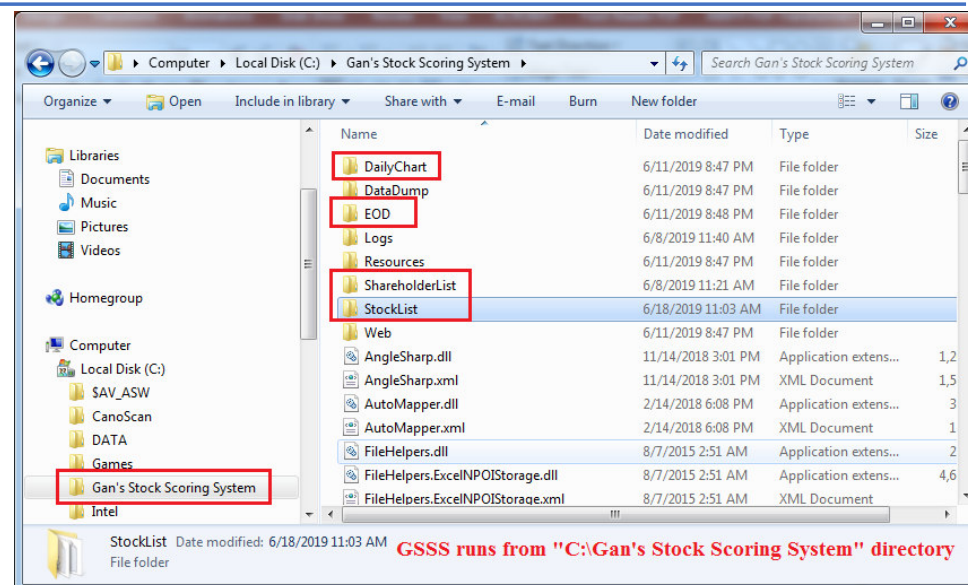 Computer Local Disk (C:) Gan's Stock Scoring System Search Gan's Stock Scoring System
Organize Open Include in library Share with E-mail Burn New folder
Name Date modified Type Size
Libraries
Documents
Music
Pictures
Videos
Homegroup
Computer
Local Disk (C:)
$AV_ASW
CanoScan
DATA
Games
Gan's Stock Scoring System
Intel
DailyChart 6/11/2019 8:47 PM File folder
DataDump 6/11/2019 8:47 PM File folder
EOD 6/11/2019 8:48 PM File folder
Logs 6/8/2019 11:40 AM File folder
Resources 6/11/2019 8:47 PM File folder
ShareholderList 6/8/2019 11:21 AM File folder
StockList 6/18/2019 11:03 AM File folder
Web 6/11/2019 8:47 PM File folder
AngleSharp.dll 11/14/2018 3:01 PM Application extens... 1,2
AngleSharp.xml 11/14/2018 3:01 PM XML Document 1,5
AutoMapper.dll 2/14/2018 6:08 PM Application extens... 3
AutoMapper.xml 2/14/2018 6:08 PM XML Document 1
FileHelpers.dll 8/7/2015 2:51 AM Application extens... 2
FileHelpers.ExcelNPOIStorage.dll 8/7/2015 2:51 AM Application extens... 4,6
FileHelpers.ExcelNPOIStorage.xml 8/7/2015 2:51 AM XML Document
StockList Date modified: 6/18/2019 11:03 AM
File folder
GSSS runs from "C:\Gan's Stock Scoring System" directory